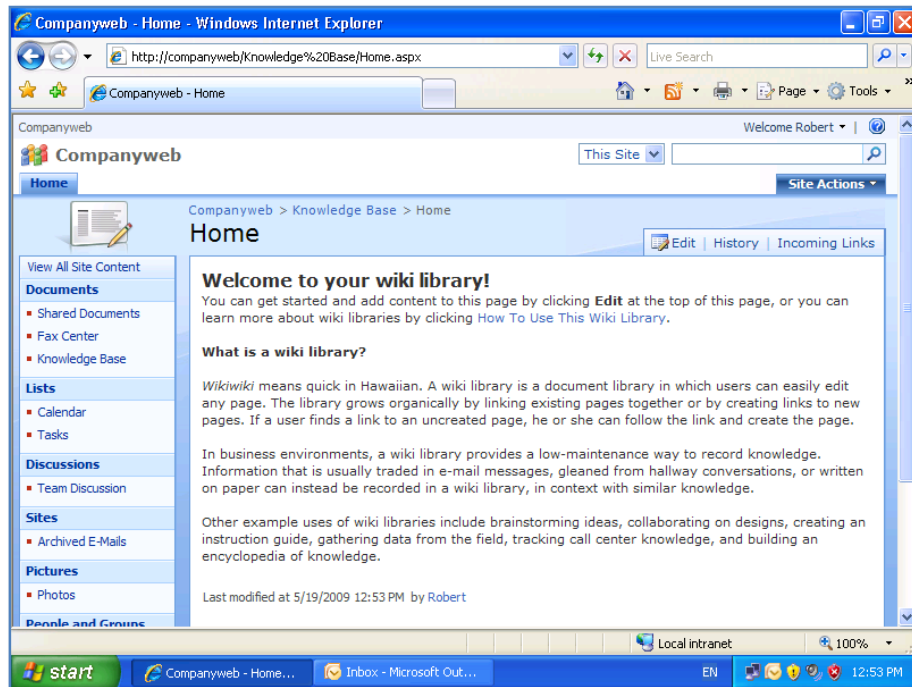 Companyweb - Home - Windows Internet Explorer
http://companyweb/Knowledge%20Base/Home.aspx
Live Search
Companyweb - Home
Page
Tools
Companyweb
Welcome Robert
Companyweb
This Site
Home
Site Actions
Companyweb > Knowledge Base > Home
Home
Edit | History | Incoming Links
View All Site Content
Documents
Shared Documents
Fax Center
Knowledge Base
Lists
Calendar
Tasks
Discussions
Team Discussion
Sites
Archived E-Mails
Pictures
Photos
People and Groups
Welcome to your wiki library!
You can get started and add content to this page by clicking Edit at the top of this page, or you can
learn more about wiki libraries by clicking How To Use This Wiki Library.
What is a wiki library?
Wikiwiki means quick in Hawaiian. A wiki library is a document library in which users can easily edit
any page. The library grows organically by linking existing pages together or by creating links to new
pages. If a user finds a link to an uncreated page, he or she can follow the link and create the page.
In business environments, a wiki library provides a low-maintenance way to record knowledge.
Information that is usually traded in e-mail messages, gleaned from hallway conversations, or written
on paper can instead be recorded in a wiki library, in context with similar knowledge.
Other example uses of wiki libraries include brainstorming ideas, collaborating on designs, creating an
instruction guide, gathering data from the field, tracking call center knowledge, and building an
encyclopedia of knowledge.
Last modified at 5/19/2009 12:53 PM by Robert
Local intranet
100%
start
Companyweb - Home...
Inbox - Microsoft Out...
EN
12:53 PM